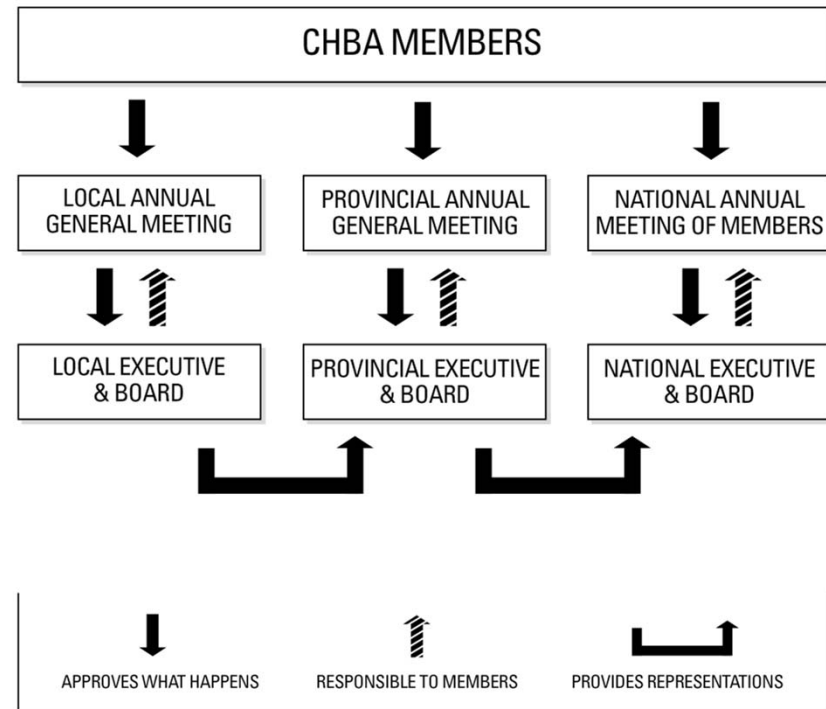 CHBA MEMBERS
LOCAL ANNUAL
GENERAL MEETING
PROVINCIAL ANNUAL
GENERAL MEETING
NATIONAL ANNUAL
MEETING OF MEMBERS
LOCAL EXECUTIVE
& BOARD
PROVINCIAL EXECUTIVE
& BOARD
NATIONAL EXECUTIVE
& BOARD
APPROVES WHAT HAPPENS
RESPONSIBLE TO MEMBERS
PROVIDES REPRESENTATIONS